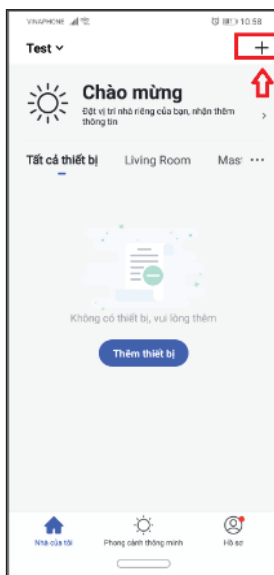 VINAPHONE 10:58
Test
Chào mừng
Đặt vị trí nhà riêng của bạn, nhận thêm
thông tin
Tất cả thiết bị Living Room Mas
Không có thiết bị, vui lòng thêm
Thêm thiết bị
Nhà của tôi Phong cảnh thông minh Hồ sơ